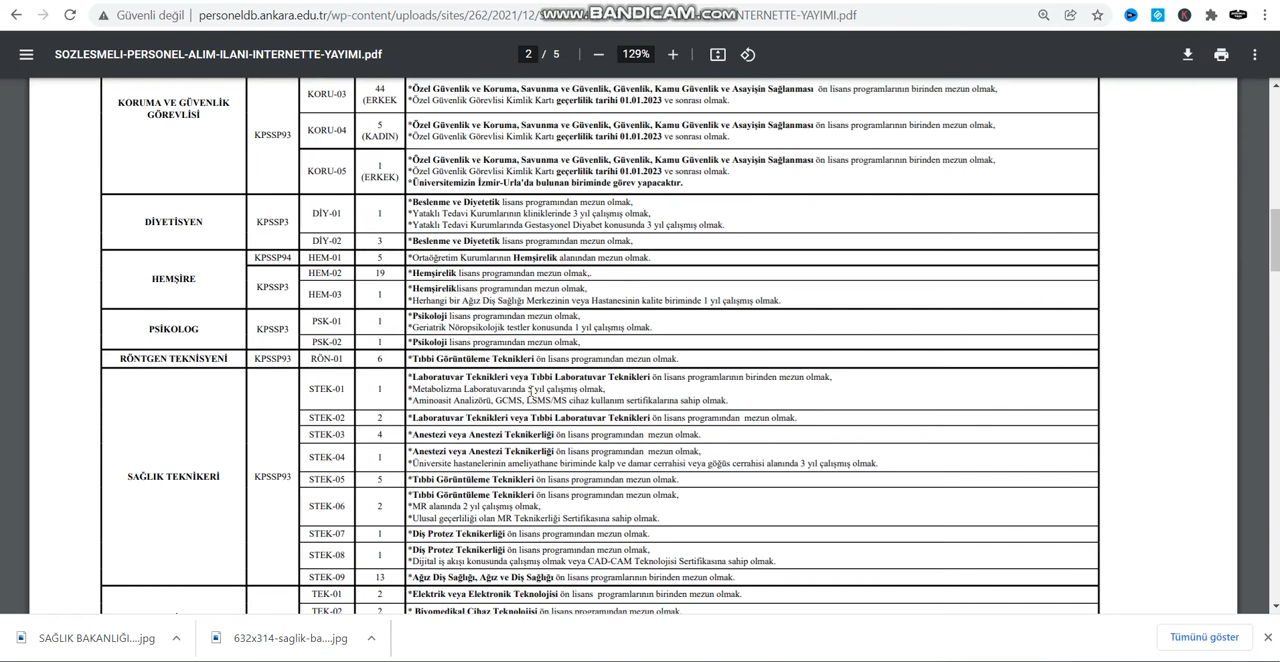 Güvenli değil | personeldb.ankara.edu.tr/wp-content/uploads/sites/262/2021/12/
www.BANDICAM.com
INTERNETTE-YAYIMI.pdf
SOZLESMELI-PERSONEL-ALIM-ILANI-INTERNETTE-YAYIMI.pdf
2 / 5
129%
KORUMA VE GÜVENLİK GÖREVLİSİ
KPSSP93
KORU-03
44 (ERKEK
*Özel Güvenlik ve Koruma, Savunma ve Güvenlik, Güvenlik, Kamu Güvenlik ve Asayişin Sağlanması ön lisans programlarının birinden mezun olmak,
*Özel Güvenlik Görevlisi Kimlik Kartı geçerlilik tarihi 01.01.2023 ve sonrası olmak.
KORU-04
5 (KADIN)
*Özel Güvenlik ve Koruma, Savunma ve Güvenlik, Güvenlik, Kamu Güvenlik ve Asayişin Sağlanması ön lisans programlarının birinden mezun olmak,
*Özel Güvenlik Görevlisi Kimlik Kartı geçerlilik tarihi 01.01.2023 ve sonrası olmak.
KORU-05
1 (ERKEK)
*Özel Güvenlik ve Koruma, Savunma ve Güvenlik, Güvenlik, Kamu Güvenlik ve Asayişin Sağlanması ön lisans programlarının birinden mezun olmak,
*Özel Güvenlik Görevlisi Kimlik Kartı geçerlilik tarihi 01.01.2023 ve sonrası olmak.
*Üniversitemizin İzmir-Urla'da bulunan biriminde görev yapacaktır.
DİYETİSYEN
KPSSP3
DİY-01
1
*Beslenme ve Diyetetik lisans programından mezun olmak,
*Yataklı Tedavi Kurumlarının kliniklerinde 3 yıl çalışmış olmak,
*Yataklı Tedavi Kurumlarında Gestasyonel Diyabet konusunda 3 yıl çalışmış olmak.
DİY-02
3
*Beslenme ve Diyetetik lisans programından mezun olmak,
HEMŞİRE
KPSSP94
HEM-01
5
*Ortaöğretim Kurumlarının Hemşirelik alanından mezun olmak.
KPSSP3
HEM-02
19
*Hemşirelik lisans programından mezun olmak,.
HEM-03
1
*Hemşireliklisans programından mezun olmak,
*Herhangi bir Ağız Diş Sağlığı Merkezinin veya Hastanesinin kalite biriminde 1 yıl çalışmış olmak.
PSİKOLOG
KPSSP3
PSK-01
1
*Psikoloji lisans programından mezun olmak,
*Geriatrik Nöropsikolojik testler konusunda 1 yıl çalışmış olmak.
PSK-02
1
*Psikoloji lisans programından mezun olmak,
RÖNTGEN TEKNİSYENİ
KPSSP93
RÖN-01
6
*Tıbbi Görüntüleme Teknikleri ön lisans programından mezun olmak.
SAĞLIK TEKNİKERİ
KPSSP93
STEK-01
1
*Laboratuvar Teknikleri veya Tıbbi Laboratuvar Teknikleri ön lisans programlarının birinden mezun olmak,
*Metabolizma Laboratuvarında yıl çalışmış olmak,
*Aminoasit Analizörü, GCMS, LSMS/MS cihaz kullanım sertifikalarına sahip olmak.
STEK-02
2
*Laboratuvar Teknikleri veya Tıbbi Laboratuvar Teknikleri ön lisans programından mezun olmak.
STEK-03
4
*Anestezi veya Anestezi Teknikerliği ön lisans programından mezun olmak.
STEK-04
1
*Anestezi veya Anestezi Teknikerliği ön lisans programından mezun olmak,
*Üniversite hastanelerinin ameliyathane biriminde kalp ve damar cerrahisi veya göğüs cerrahisi alanında 3 yıl çalışmış olmak.
STEK-05
5
*Tıbbi Görüntüleme Teknikleri ön lisans programından mezun olmak.
STEK-06
2
*Tıbbi Görüntüleme Teknikleri ön lisans programından mezun olmak,
*MR alanında 2 yıl çalışmış olmak,
*Ulusal geçerliliği olan MR Teknikerliği Sertifikasına sahip olmak.
STEK-07
1
*Diş Protez Teknikerliği ön lisans programından mezun olmak.
STEK-08
1
*Diş Protez Teknikerliği ön lisans programından mezun olmak,
*Dijital iş akışı konusunda çalışmış olmak veya CAD-CAM Teknolojisi Sertifikasına sahip olmak.
STEK-09
13
*Ağız Diş Sağlığı, Ağız ve Diş Sağlığı ön lisans programlarının birinden mezun olmak.
TEK-01
2
*Elektrik veya Elektronik Teknolojisi ön lisans programlarının birinden mezun olmak.
TEK-02
2
* Biyomedikal Cihaz Teknolojisi ön lisans programından mezun olmak.
SAĞLIK BAKANLIĞI....jpg
632x314-saglik-ba....jpg
Tümünü göster